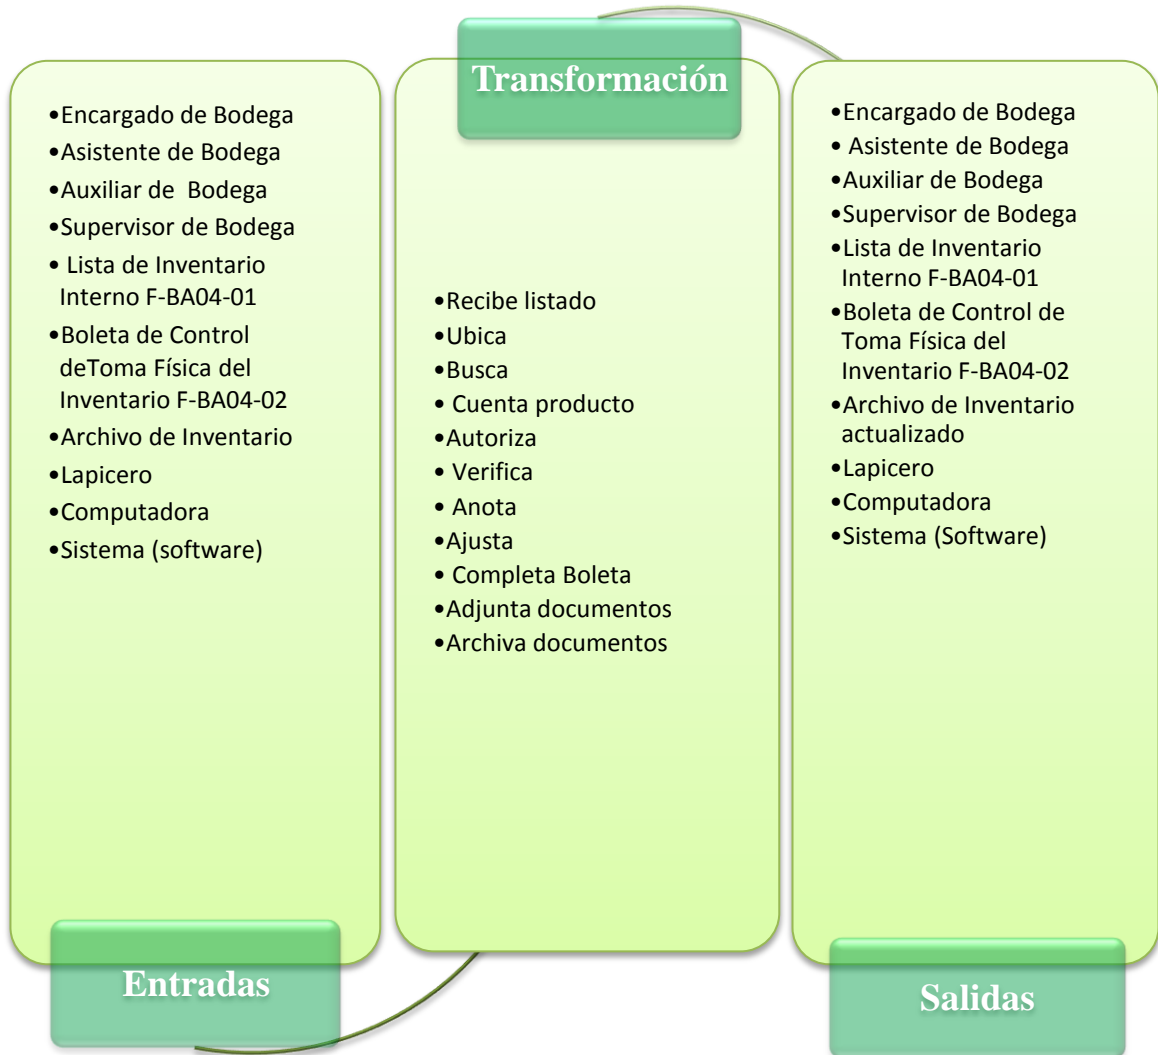 •Encargado de Bodega
•Asistente de Bodega
•Auxiliar de Bodega
•Supervisor de Bodega
• Lista de Inventario
Interno F-BA04-01
•Boleta de Control
deToma Física del
Inventario F-BA04-02
•Archivo de Inventario
•Lapicero
•Computadora
•Sistema (software)
Entradas
Transformación
•Recibe listado
•Ubica
•Busca
• Cuenta producto
•Autoriza
• Verifica
• Anota
•Ajusta
• Completa Boleta
•Adjunta documentos
•Archiva documentos
•Encargado de Bodega
• Asistente de Bodega
•Auxiliar de Bodega
•Supervisor de Bodega
•Lista de Inventario
Interno F-BA04-01
•Boleta de Control de
Toma Física del
Inventario F-BA04-02
•Archivo de Inventario
actualizado
•Lapicero
•Computadora
•Sistema (Software)
Salidas